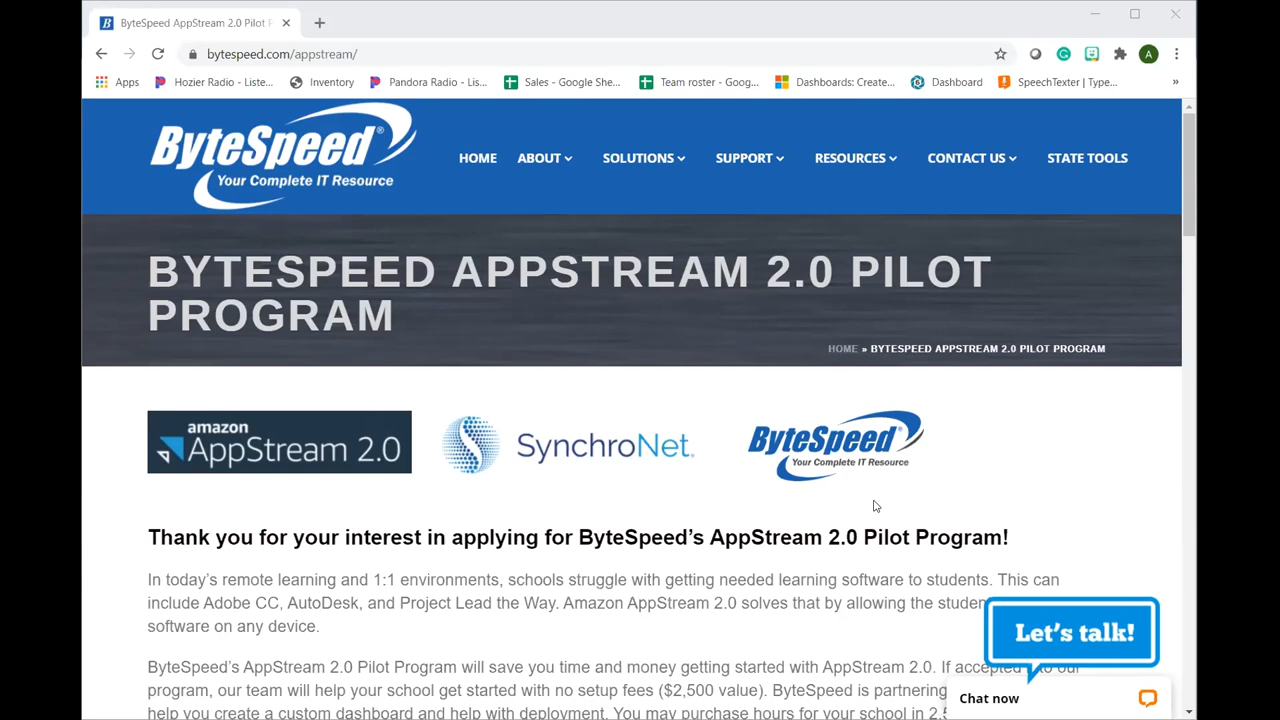 B ByteSpeed AppStream 2.0 Pilot P
bytespeed.com/appstream/
A
Apps Hozier Radio - Liste... Inventory Pandora Radio - Lis... Sales - Google She... Team roster - Goog... Dashboards: Create... Dashboard SpeechTexter | Type... »
ByteSpeed®
Your Complete IT Resource
HOME ABOUT SOLUTIONS SUPPORT RESOURCES CONTACT US STATE TOOLS
BYTESPEED APPSTREAM 2.0 PILOT
PROGRAM
HOME » BYTESPEED APPSTREAM 2.0 PILOT PROGRAM
amazon
AppStream 2.0
SynchroNet.
ByteSpeed®
Your Complete IT Resource
Thank you for your interest in applying for ByteSpeed’s AppStream 2.0 Pilot Program!
In today’s remote learning and 1:1 environments, schools struggle with getting needed learning software to students. This can
include Adobe CC, AutoDesk, and Project Lead the Way. Amazon AppStream 2.0 solves that by allowing the
software on any device.
Let’s talk!
ByteSpeed’s AppStream 2.0 Pilot Program will save you time and money getting started with AppStream 2.0. If accepted to our
program, our team will help your school get started with no setup fees ($2,500 value). ByteSpeed is partnering
help you create a custom dashboard and help with deployment. You may purchase hours for your school in
Chat now